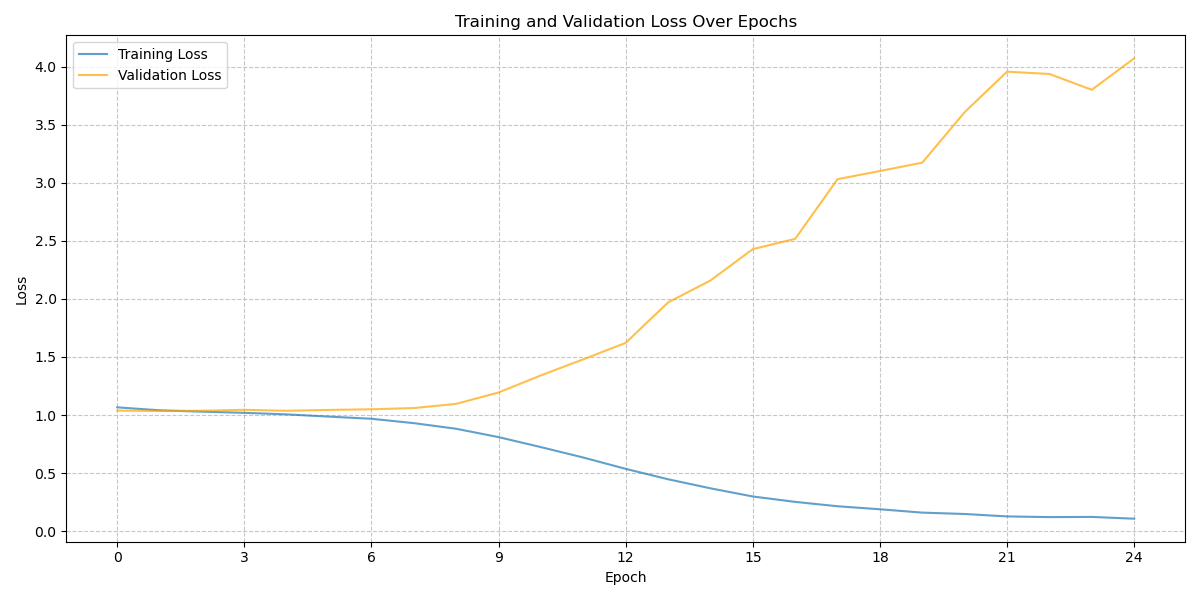 Training and Validation Loss Over Epochs
Training Loss
Validation Loss
Loss
4.0
3.5
3.0
2.5
2.0
1.5
1.0
0.5
0.0
0 3 6 9 12 15 18 21 24
Epoch